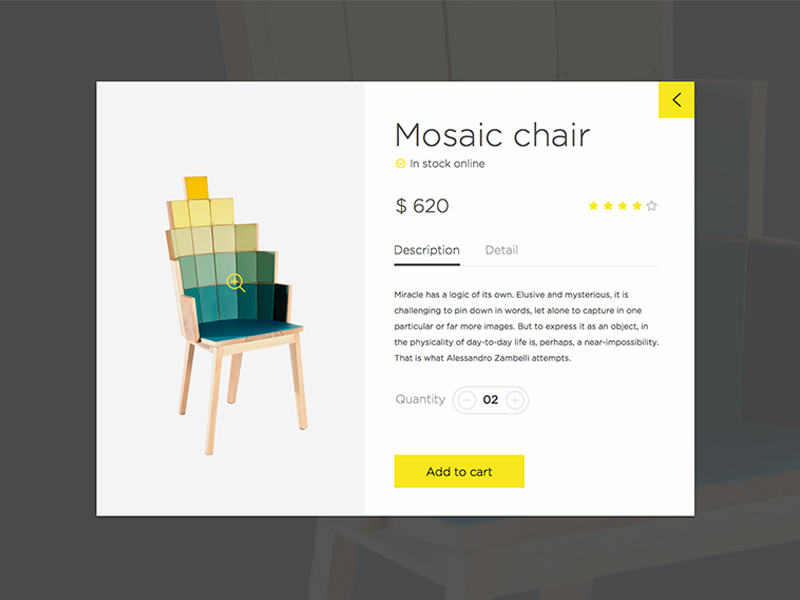 Mosaic chair
In stock online
$ 620
Description Detail
Miracle has a logic of its own. Elusive and mysterious, it is
challenging to pin down in words, let alone to capture in one
particular or far more images. But to express it as an object, in
the physicality of day-to-day life is, perhaps, a near-impossibility.
That is what Alessandro Zambelli attempts.
Quantity 02
Add to cart